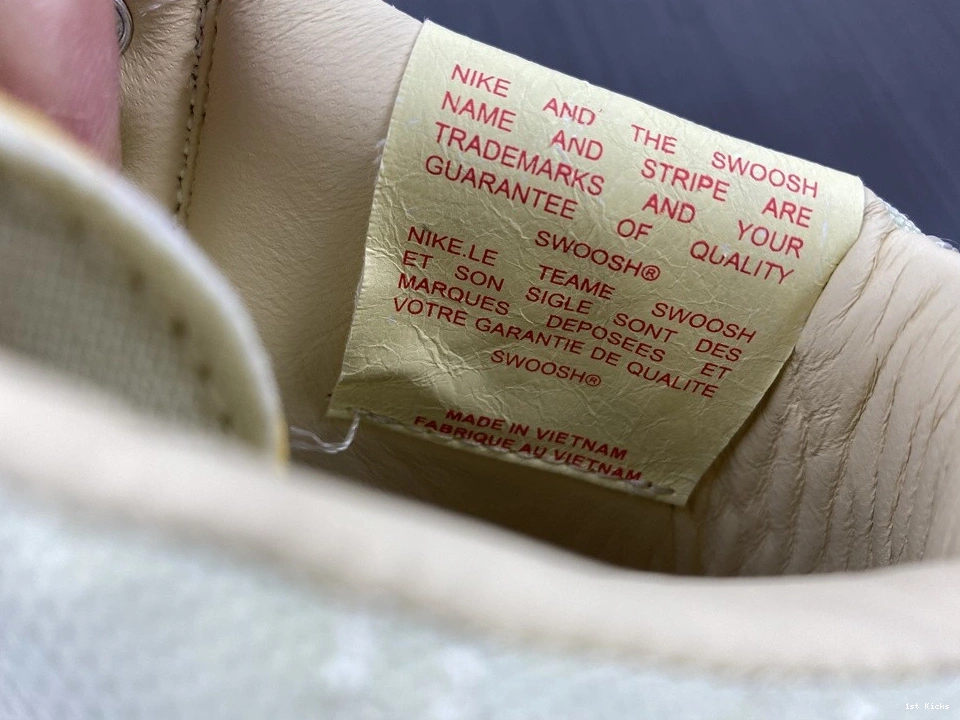 NIKE AND THE SWOOSH
NAME AND STRIPE ARE
TRADEMARKS AND YOUR
GUARANTEE OF QUALITY
SWOOSH®
NIKE.LE TEAME SWOOSH
ET SON SIGLE SONT DES
MARQUES DEPOSEES ET
VOTRE GARANTIE DE QUALITE
SWOOSH®
MADE IN VIETNAM
FABRIQUE AU VIETNAM
1st Kicks